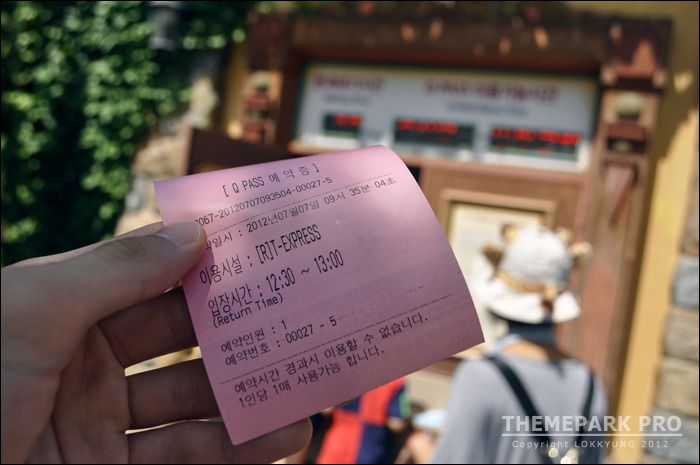 [ Q PASS 예약증 ]
067-20120707093504-00027-5
일시 : 2012년07월07일 09시 35분 04초
이용시설 : [R]T-EXPRESS
입장시간 : 12:30 ~ 13:00
(Return Time)
예약인원 : 1
예약번호 : 00027 - 5
예약시간 경과시 이용할 수 없습니다.
1인당 1매 사용가능 합니다.
THEMEPARK PRO
Copyright LOKKYUNG 2012